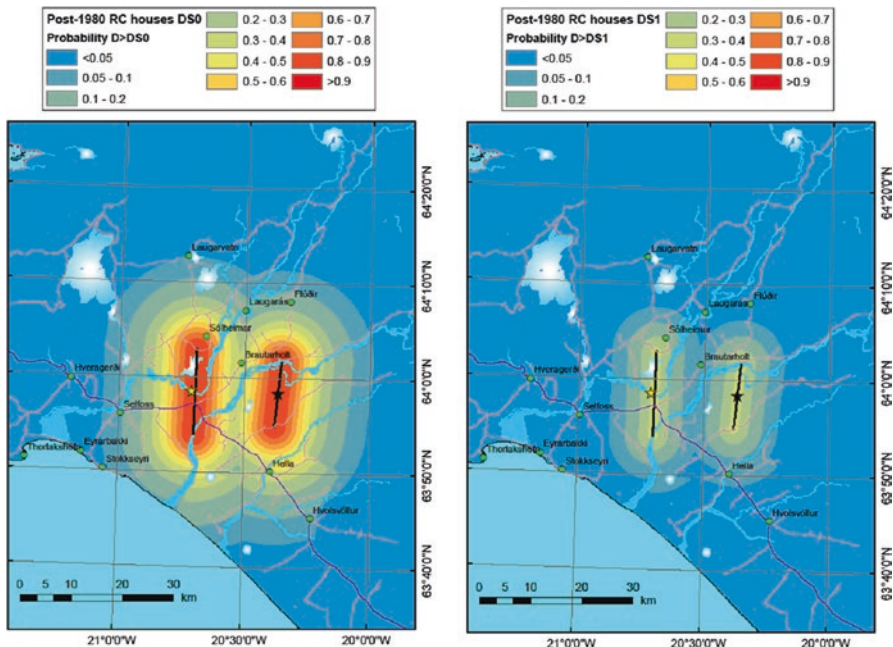 Post-1980 RC houses DS0
Probability D>DS0
<0.05
0.05 - 0.1
0.1 - 0.2
0.2 - 0.3
0.3 - 0.4
0.4 - 0.5
0.5 - 0.6
0.6 - 0.7
0.7 - 0.8
0.8 - 0.9
>0.9
Laugarvatn
Flúðir
Laugarás
Sólheimar
Brautarholt
Hveragerði
Selfoss
Eyrarbakki
Stokkseyri
Hella
Hvolsvöllur
64°20'0"N
64°10'0"N
64°0'0"N
63°50'0"N
63°40'0"N
0 5 10 20 30
km
21°0'0"W
20°30'0"W
20°0'0"W
Post-1980 RC houses DS1
Probability D>DS1
<0.05
0.05 - 0.1
0.1 - 0.2
0.2 - 0.3
0.3 - 0.4
0.4 - 0.5
0.5 - 0.6
0.6 - 0.7
0.7 - 0.8
0.8 - 0.9
>0.9
Laugarvatn
Flúðir
Laugarás
Sólheimar
Brautarholt
Hveragerði
Selfoss
Eyrarbakki
Stokkseyri
Hella
Hvolsvöllur
64°20'0"N
64°10'0"N
64°0'0"N
63°50'0"N
63°40'0"N
0 5 10 20 30
km
21°0'0"W
20°30'0"W
20°0'0"W